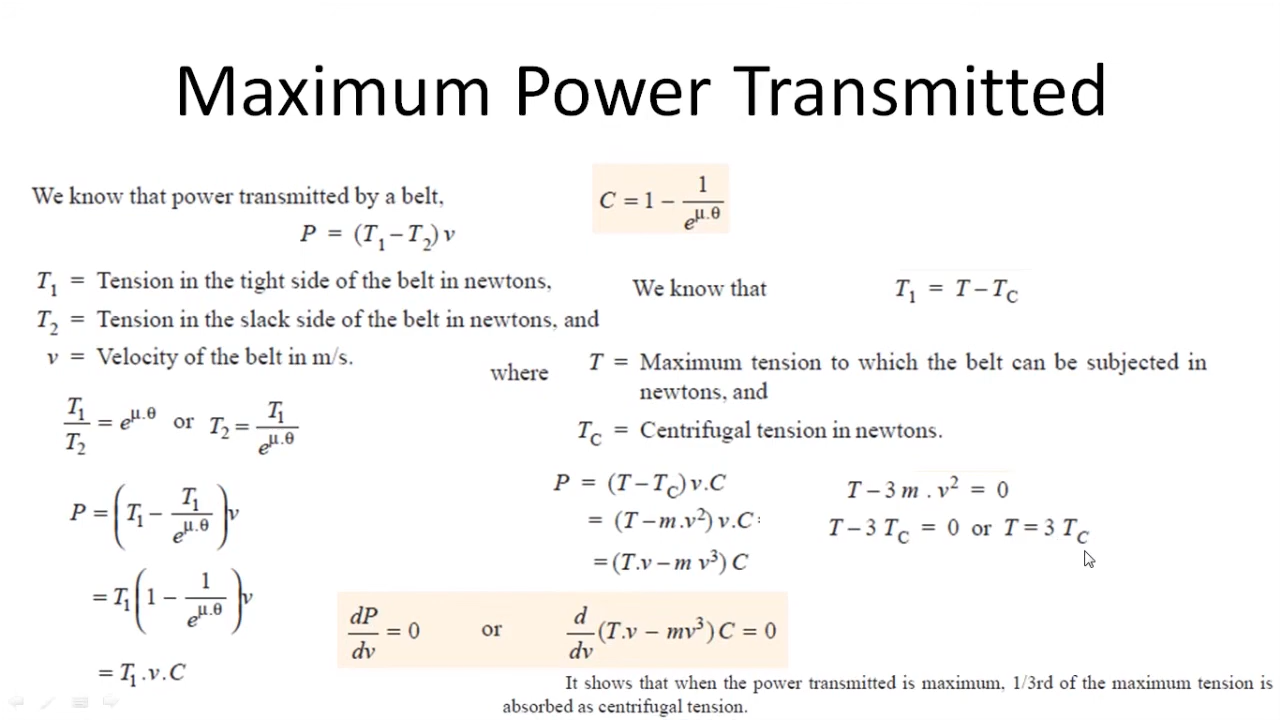 Maximum Power Transmitted
We know that power transmitted by a belt,
P = (T₁ – T₂) v
T₁ = Tension in the tight side of the belt in newtons,
T₂ = Tension in the slack side of the belt in newtons, and
v = Velocity of the belt in m/s.
T₁/T₂ = e^(μ.θ) or T₂ = T₁/e^(μ.θ)
P = (T₁ – T₁/e^(μ.θ)) v
= T₁ (1 – 1/e^(μ.θ)) v
= T₁ . v . C
C = 1 – 1/e^(μ.θ)
We know that T₁ = T – T_C
where T = Maximum tension to which the belt can be subjected in
newtons, and
T_C = Centrifugal tension in newtons.
P = (T – T_C) v.C
= (T – m.v²) v.C
= (T.v – m v³) C
dP/dv = 0 or d/dv (T.v – mv³) C = 0
T – 3 m . v² = 0
T – 3 T_C = 0 or T = 3 T_C
It shows that when the power transmitted is maximum, 1/3rd of the maximum tension is
absorbed as centrifugal tension.